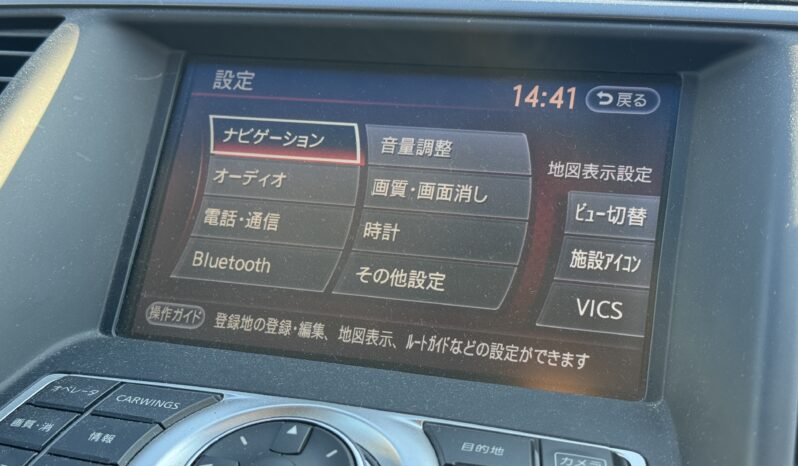 設定
14:41
戻る
ナビゲーション
音量調整
オーディオ
画質・画面消し
電話・通信
時計
Bluetooth
その他設定
地図表示設定
ビュー切替
施設アイコン
VICS
操作ガイド
登録地の登録・編集、地図表示、ルートガイドなどの設定ができます
オペレータ
CARWINGS
画質・消
情報
目的地
カメラ